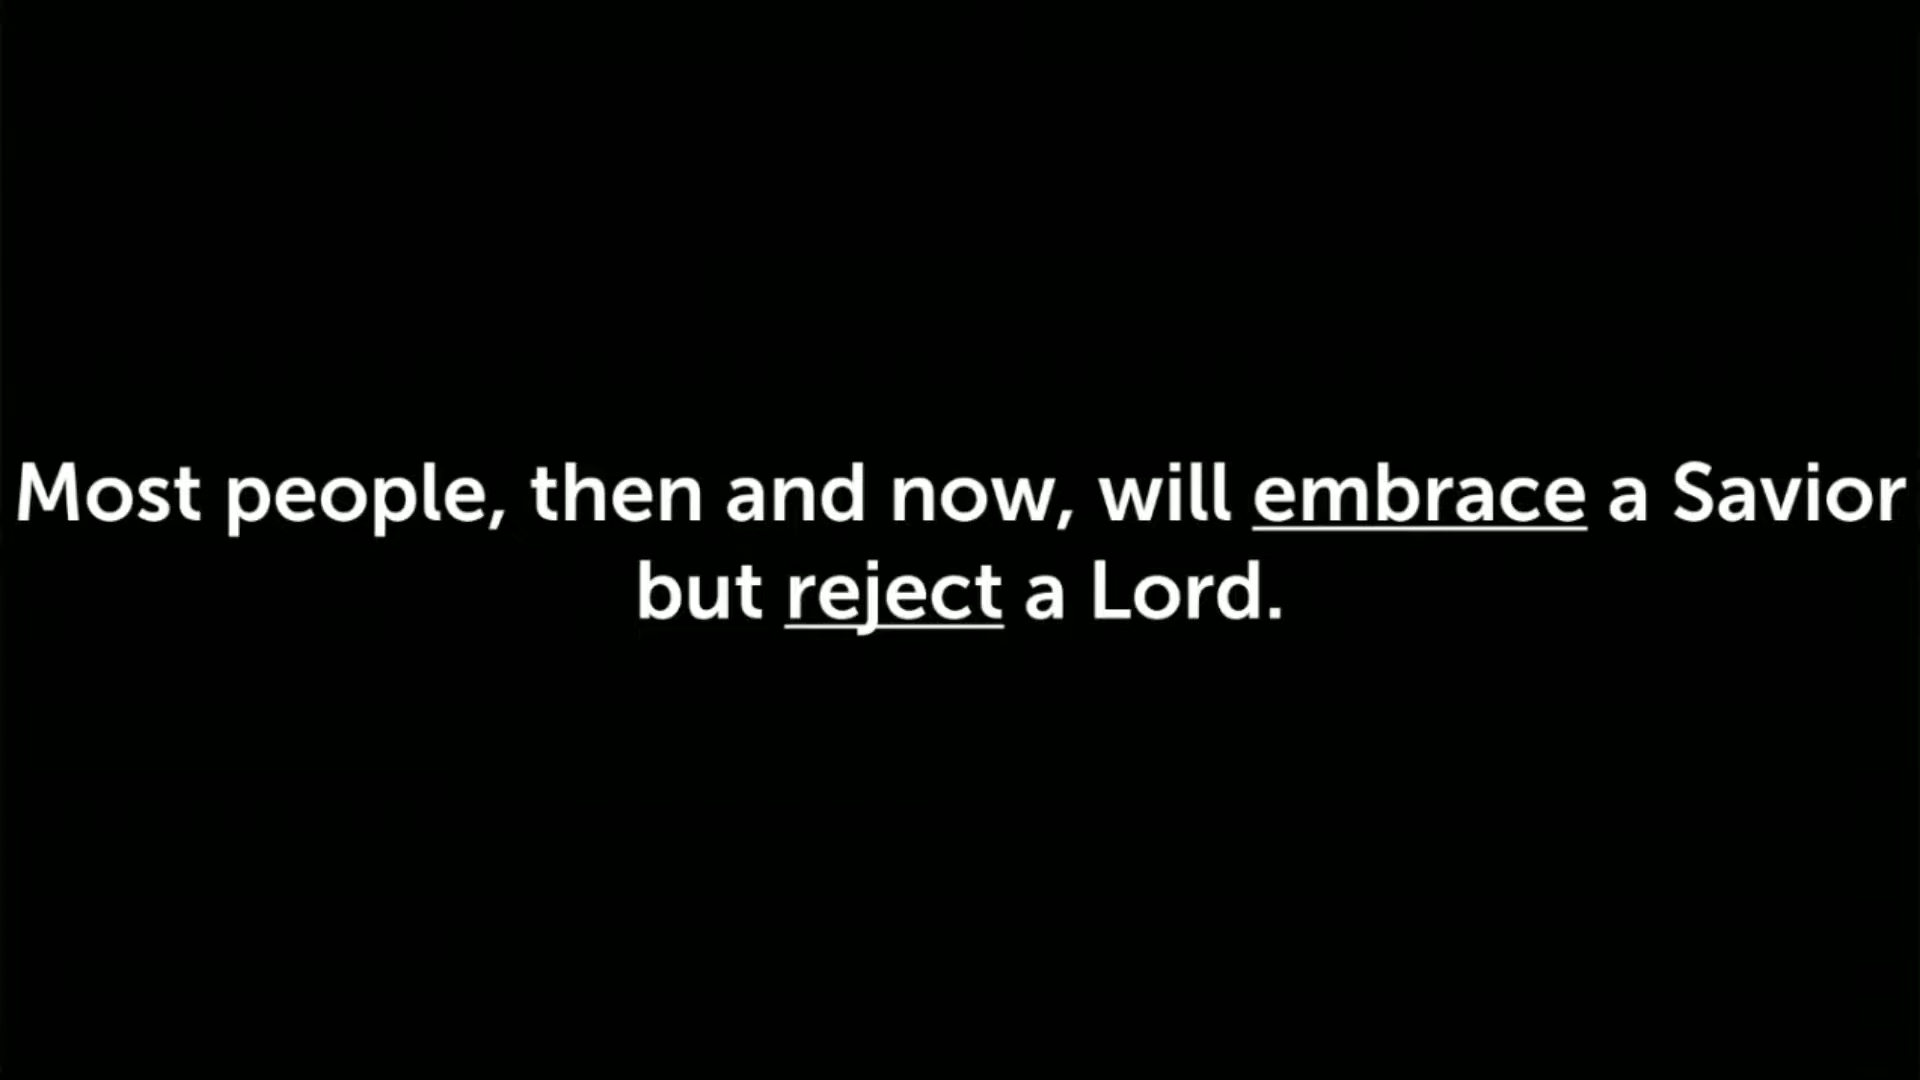 Most people, then and now, will embrace a Savior
but reject a Lord.